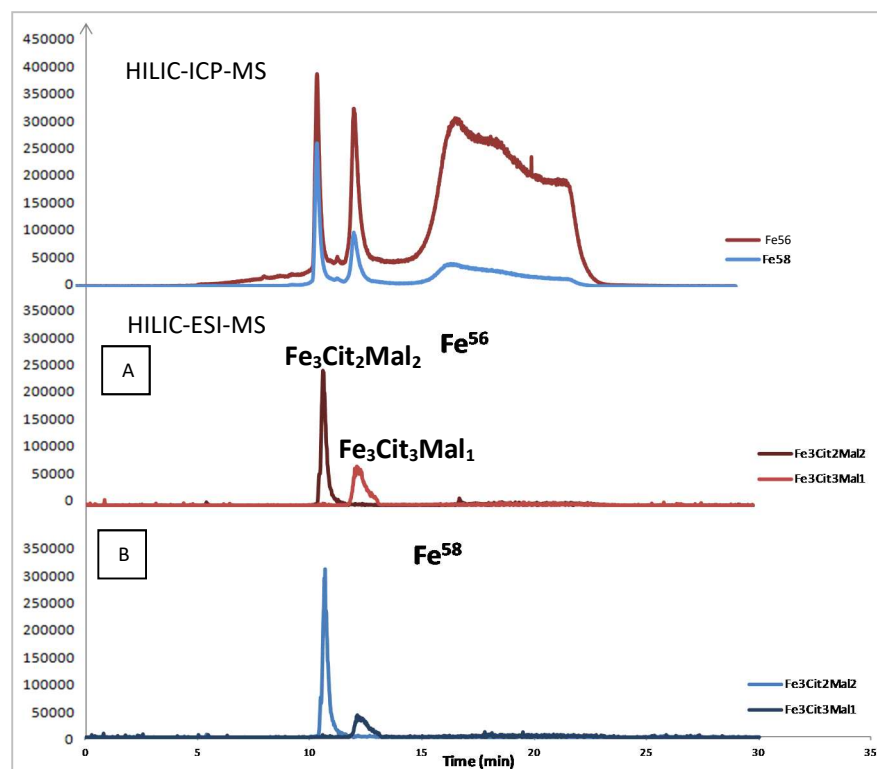 450000
400000
HILIC-ICP-MS
350000
300000
250000
200000
150000
100000
50000
0
Fe56
Fe58
350000
HILIC-ESI-MS
300000
250000
200000
150000
100000
50000
0
A
Fe⁵⁶
Fe₃Cit₂Mal₂
Fe₃Cit₃Mal₁
Fe3Cit2Mal2
Fe3Cit3Mal1
350000
300000
250000
200000
150000
100000
50000
0
B
Fe⁵⁸
Fe3Cit2Mal2
Fe3Cit3Mal1
0 5 10 15 20 25 30 35
Time (min)